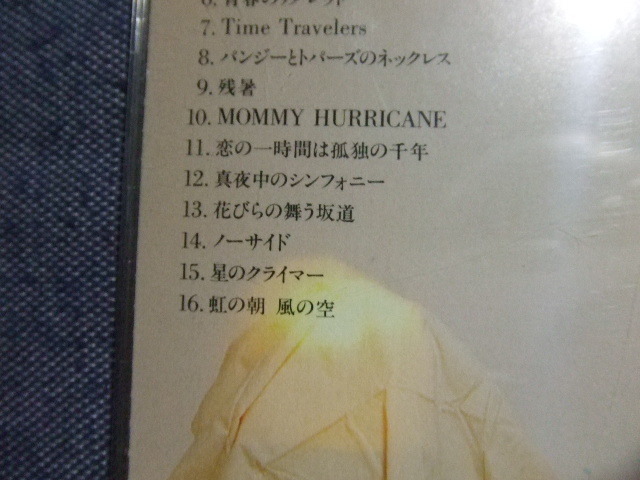 7. Time Travelers
8. パンジーとトパーズのネックレス
9. 残暑
10. MOMMY HURRICANE
11. 恋の一時間は孤独の千年
12. 真夜中のシンフォニー
13. 花びらの舞う坂道
14. ノーサイド
15. 星のクライマー
16. 虹の朝 風の空